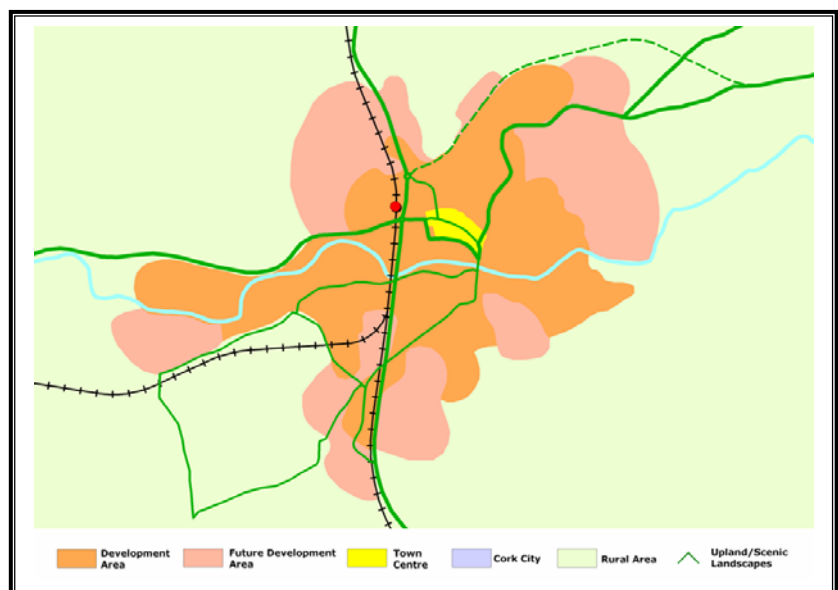 Development
Area
Future Development
Area
Town
Centre
Cork City
Rural Area
Upland/Scenic
Landscapes